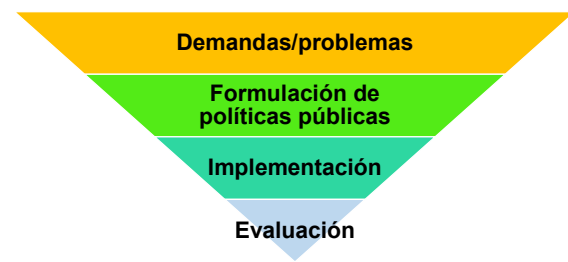 Demandas/problemas
Formulación de
políticas públicas
Implementación
Evaluación